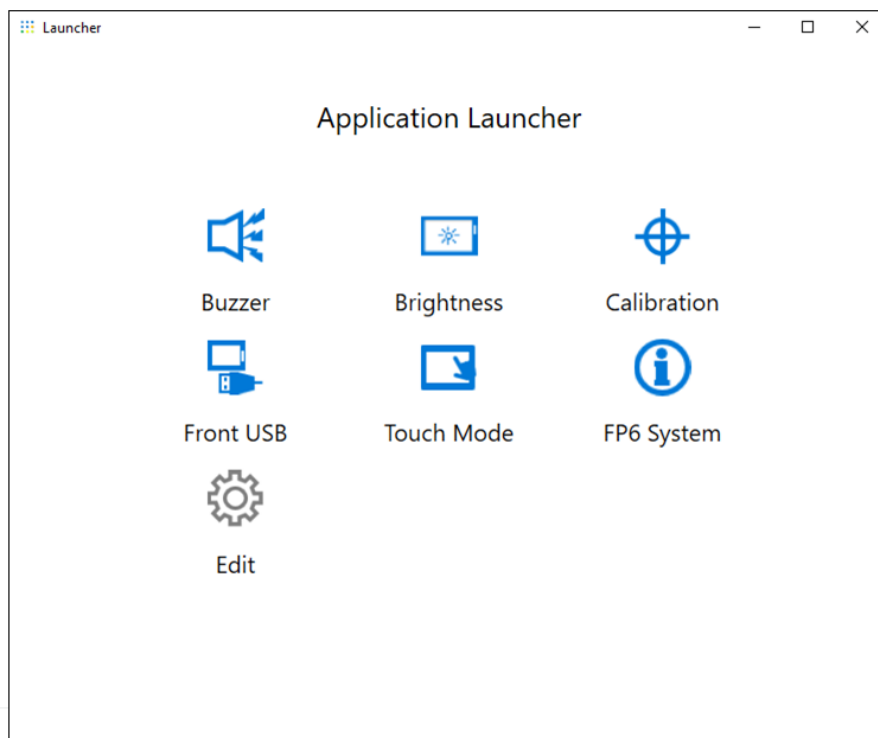 Launcher
Application Launcher
Buzzer Brightness Calibration
Front USB Touch Mode FP6 System
Edit